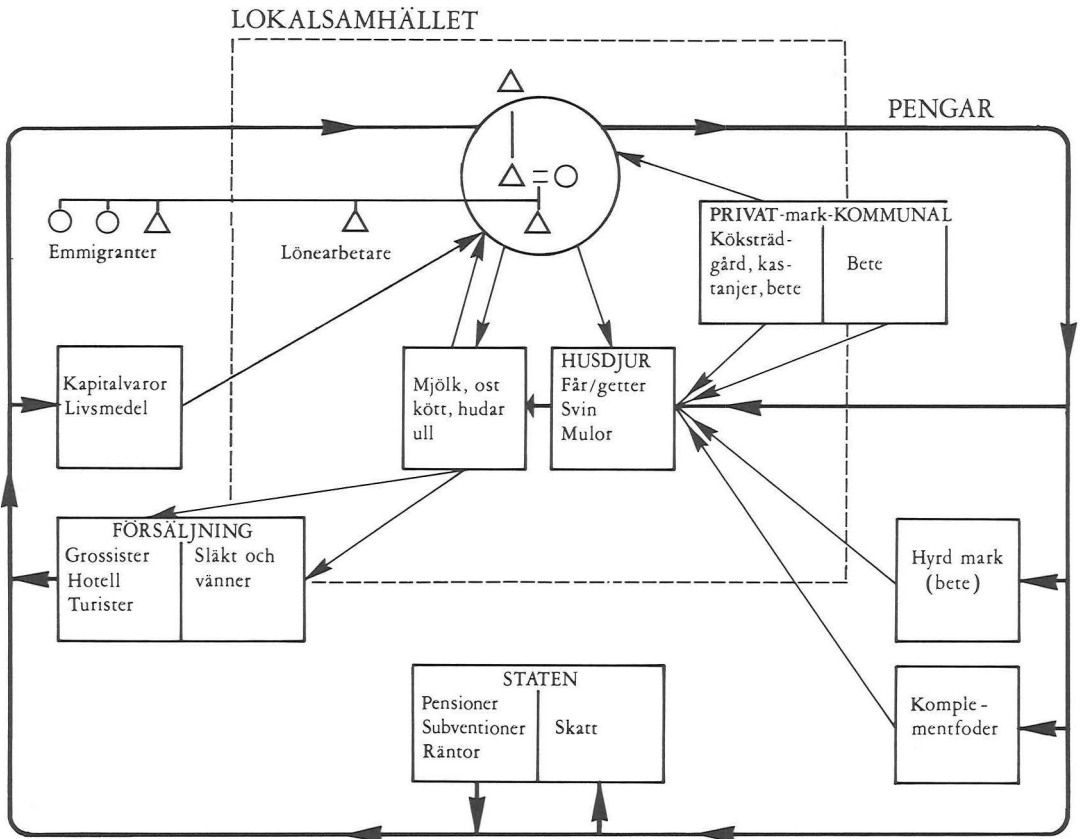 LOKALSAMHÄLLET
PENGAR
Emmigranter
Lönearbetare
PRIVAT-mark-KOMMUNAL
Köksträd-
gård, kas-
tanjer, bete
Bete
Kapitalvaror
Livsmedel
Mjölk, ost
kött, hudar
ull
HUSDJUR
Får/getter
Svin
Mulor
FÖRSÄLJNING
Grossister
Hotell
Turister
Släkt och
vänner
Hyrd mark
(bete)
STATEN
Pensioner
Subventioner
Räntor
Skatt
Komple-
mentfoder